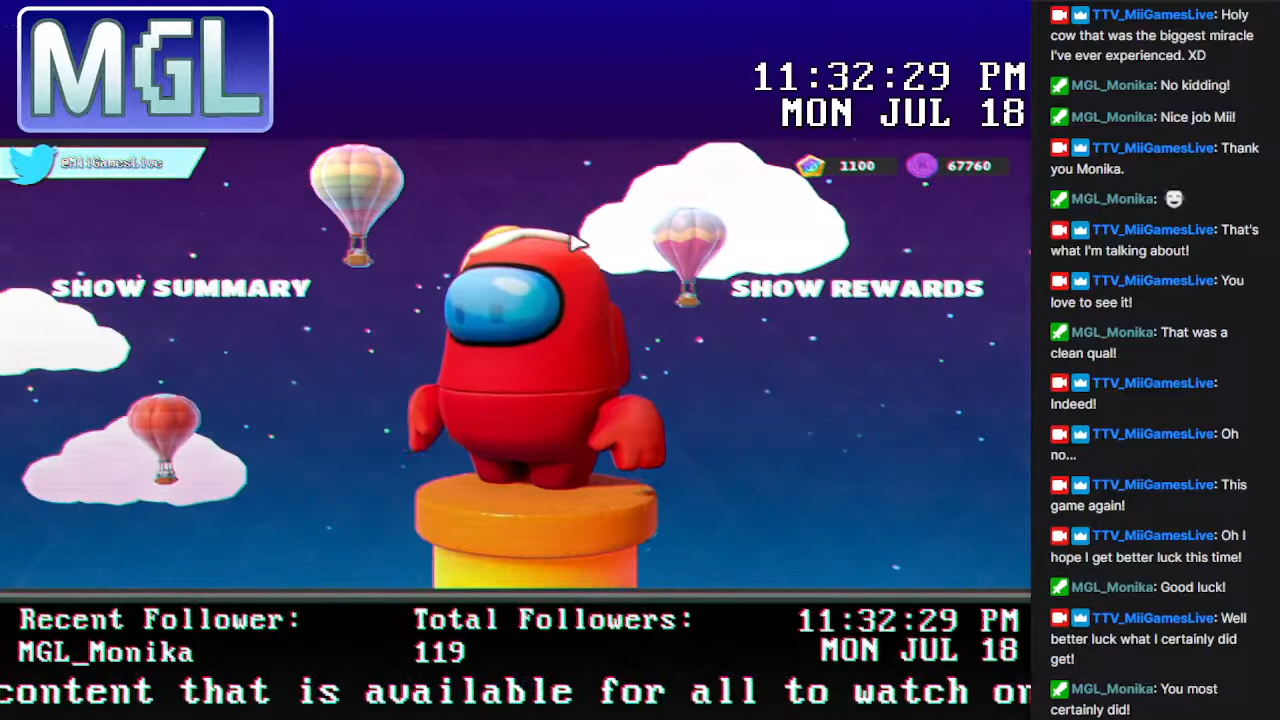 MGL
11:32:29 PM
MON JUL 18
@MiiGamesLive
1100
67760
SHOW SUMMARY
SHOW REWARDS
Recent Follower:
MGL_Monika
Total Followers:
119
11:32:29 PM
MON JUL 18
content that is available for all to watch on
TTV_MiiGamesLive: Holy
cow that was the biggest miracle
I've ever experienced. XD
MGL_Monika: No kidding!
MGL_Monika: Nice job Mii!
TTV_MiiGamesLive: Thank
you Monika.
MGL_Monika:
TTV_MiiGamesLive: That's
what I'm talking about!
TTV_MiiGamesLive: You
love to see it!
MGL_Monika: That was a
clean qual!
TTV_MiiGamesLive:
Indeed!
TTV_MiiGamesLive: Oh
no...
TTV_MiiGamesLive: This
game again!
TTV_MiiGamesLive: Oh I
hope I get better luck this time!
MGL_Monika: Good luck!
TTV_MiiGamesLive: Well
better luck what I certainly did
get!
MGL_Monika: You most
certainly did!